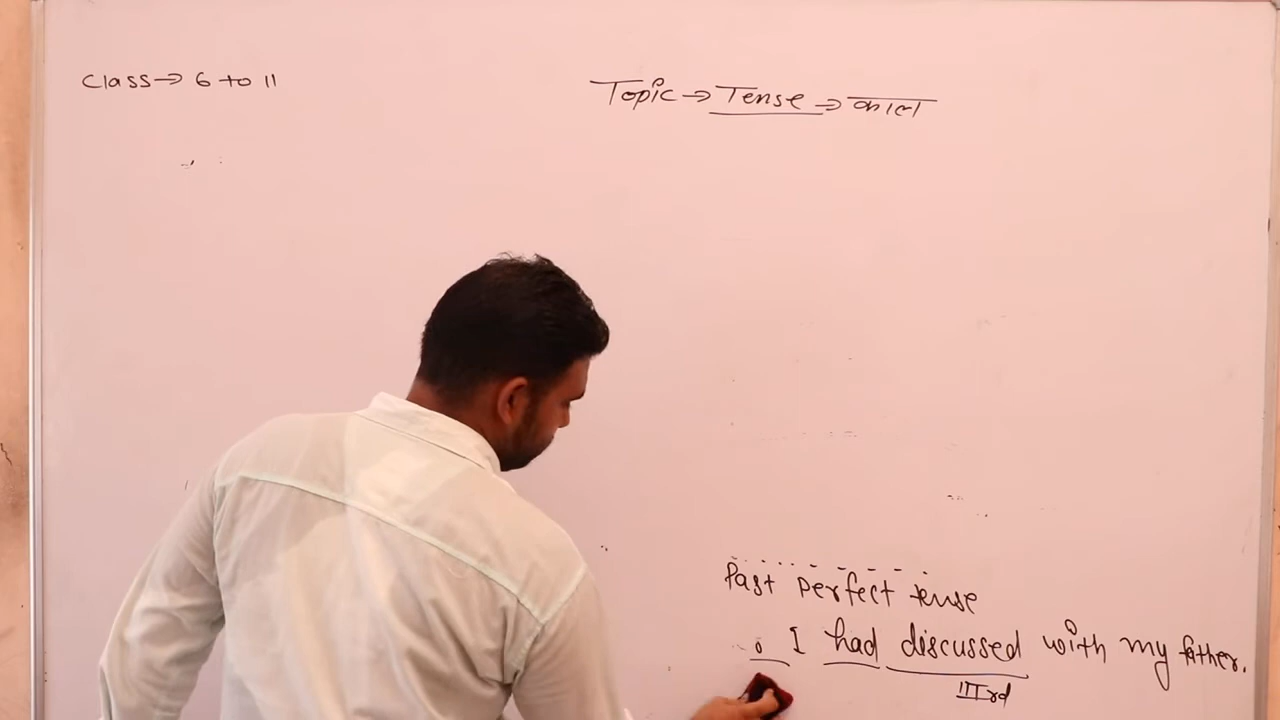 Class → 6 to 11
Topic → Tense → काल
Past perfect tense
I had discussed with my father.
IIIrd